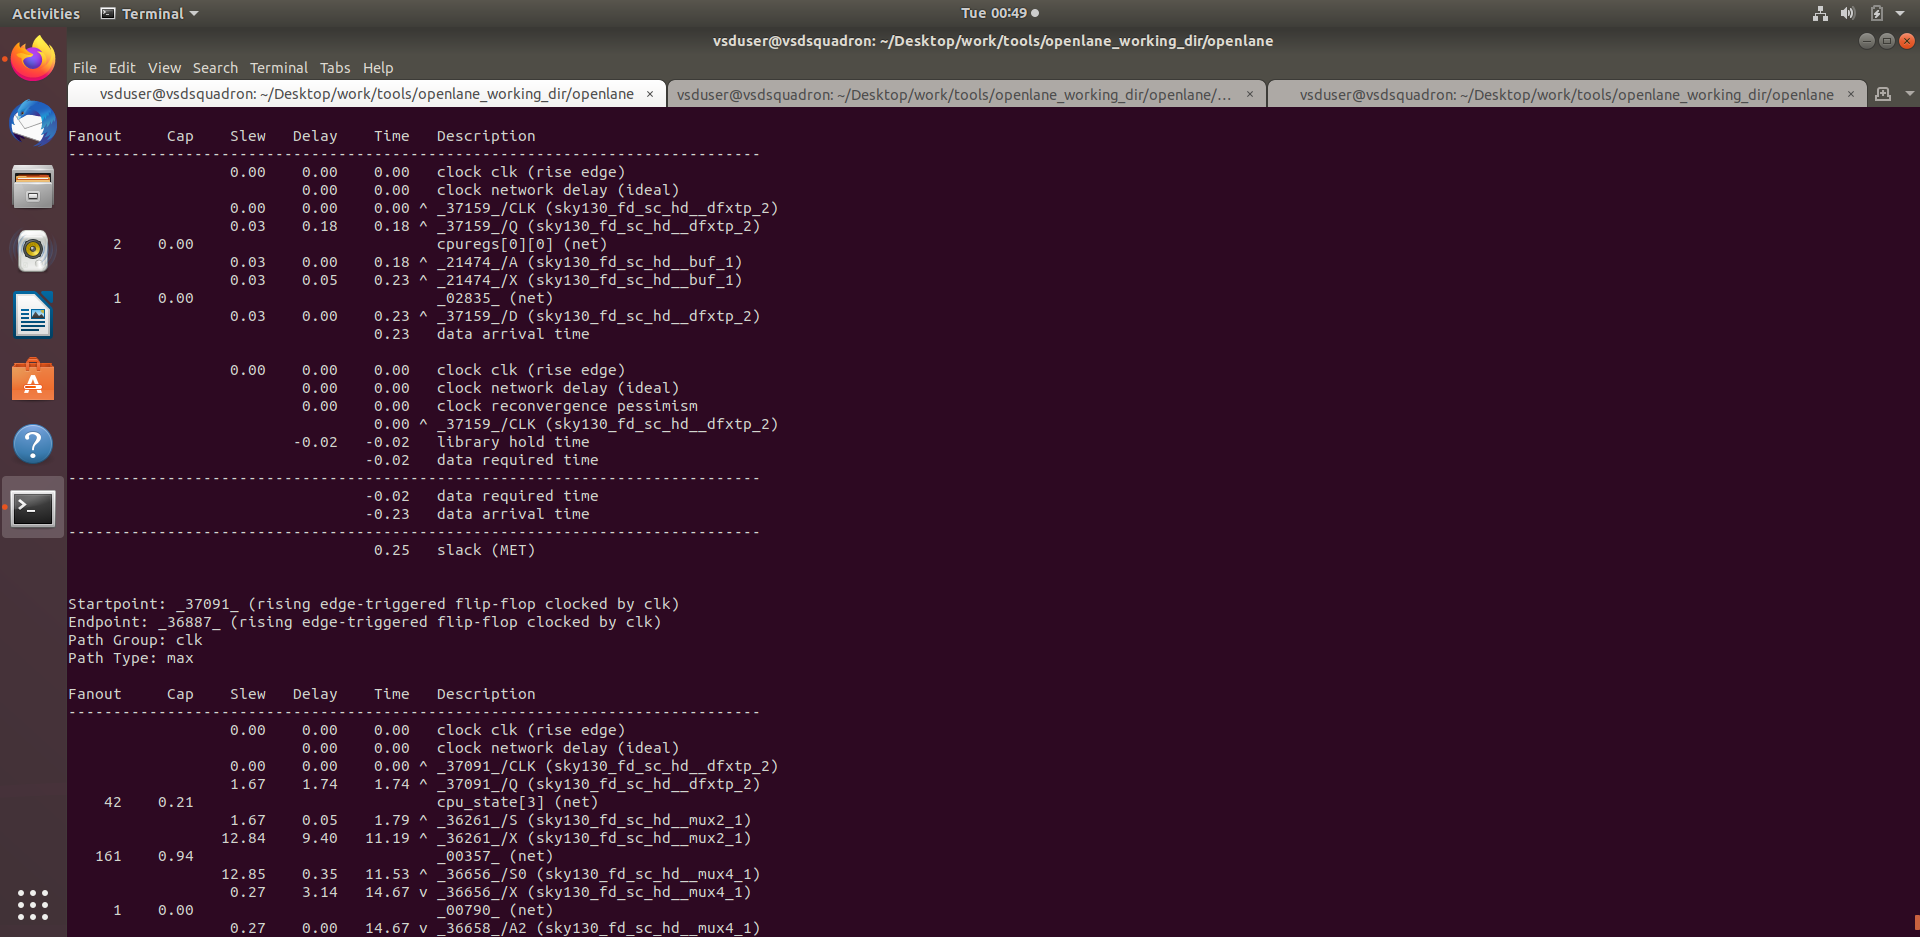 Activities Terminal Tue 00:49
vsduser@vsdsquadron: ~/Desktop/work/tools/openlane_working_dir/openlane
File Edit View Search Terminal Tabs Help
vsduser@vsdsquadron: ~/Desktop/work/tools/openlane_working_dir/openlane × vsduser@vsdsquadron: ~/Desktop/work/tools/openlane_working_dir/openlane/... × vsduser@vsdsquadron: ~/Desktop/work/tools/openlane_working_dir/openlane ×
Fanout     Cap    Slew   Delay    Time   Description
-----------------------------------------------------------------------------
                  0.00    0.00    0.00   clock clk (rise edge)
                          0.00    0.00   clock network delay (ideal)
                  0.00    0.00    0.00 ^ _37159_/CLK (sky130_fd_sc_hd__dfxtp_2)
                  0.03    0.18    0.18 ^ _37159_/Q (sky130_fd_sc_hd__dfxtp_2)
     2    0.00                           cpuregs[0][0] (net)
                  0.03    0.00    0.18 ^ _21474_/A (sky130_fd_sc_hd__buf_1)
                  0.03    0.05    0.23 ^ _21474_/X (sky130_fd_sc_hd__buf_1)
     1    0.00                           _02835_ (net)
                  0.03    0.00    0.23 ^ _37159_/D (sky130_fd_sc_hd__dfxtp_2)
                                  0.23   data arrival time
                  0.00    0.00    0.00   clock clk (rise edge)
                          0.00    0.00   clock network delay (ideal)
                          0.00    0.00   clock reconvergence pessimism
                                  0.00 ^ _37159_/CLK (sky130_fd_sc_hd__dfxtp_2)
                         -0.02   -0.02   library hold time
                                 -0.02   data required time
-----------------------------------------------------------------------------
                                 -0.02   data required time
                                 -0.23   data arrival time
-----------------------------------------------------------------------------
                                  0.25   slack (MET)
Startpoint: _37091_ (rising edge-triggered flip-flop clocked by clk)
Endpoint: _36887_ (rising edge-triggered flip-flop clocked by clk)
Path Group: clk
Path Type: max
Fanout     Cap    Slew   Delay    Time   Description
-----------------------------------------------------------------------------
                  0.00    0.00    0.00   clock clk (rise edge)
                          0.00    0.00   clock network delay (ideal)
                  0.00    0.00    0.00 ^ _37091_/CLK (sky130_fd_sc_hd__dfxtp_2)
                  1.67    1.74    1.74 ^ _37091_/Q (sky130_fd_sc_hd__dfxtp_2)
    42    0.21                           cpu_state[3] (net)
                  1.67    0.05    1.79 ^ _36261_/S (sky130_fd_sc_hd__mux2_1)
                 12.84    9.40   11.19 ^ _36261_/X (sky130_fd_sc_hd__mux2_1)
   161    0.94                           _00357_ (net)
                 12.85    0.35   11.53 ^ _36656_/S0 (sky130_fd_sc_hd__mux4_1)
                  0.27    3.14   14.67 v _36656_/X (sky130_fd_sc_hd__mux4_1)
     1    0.00                           _00790_ (net)
                  0.27    0.00   14.67 v _36658_/A2 (sky130_fd_sc_hd__mux4_1)